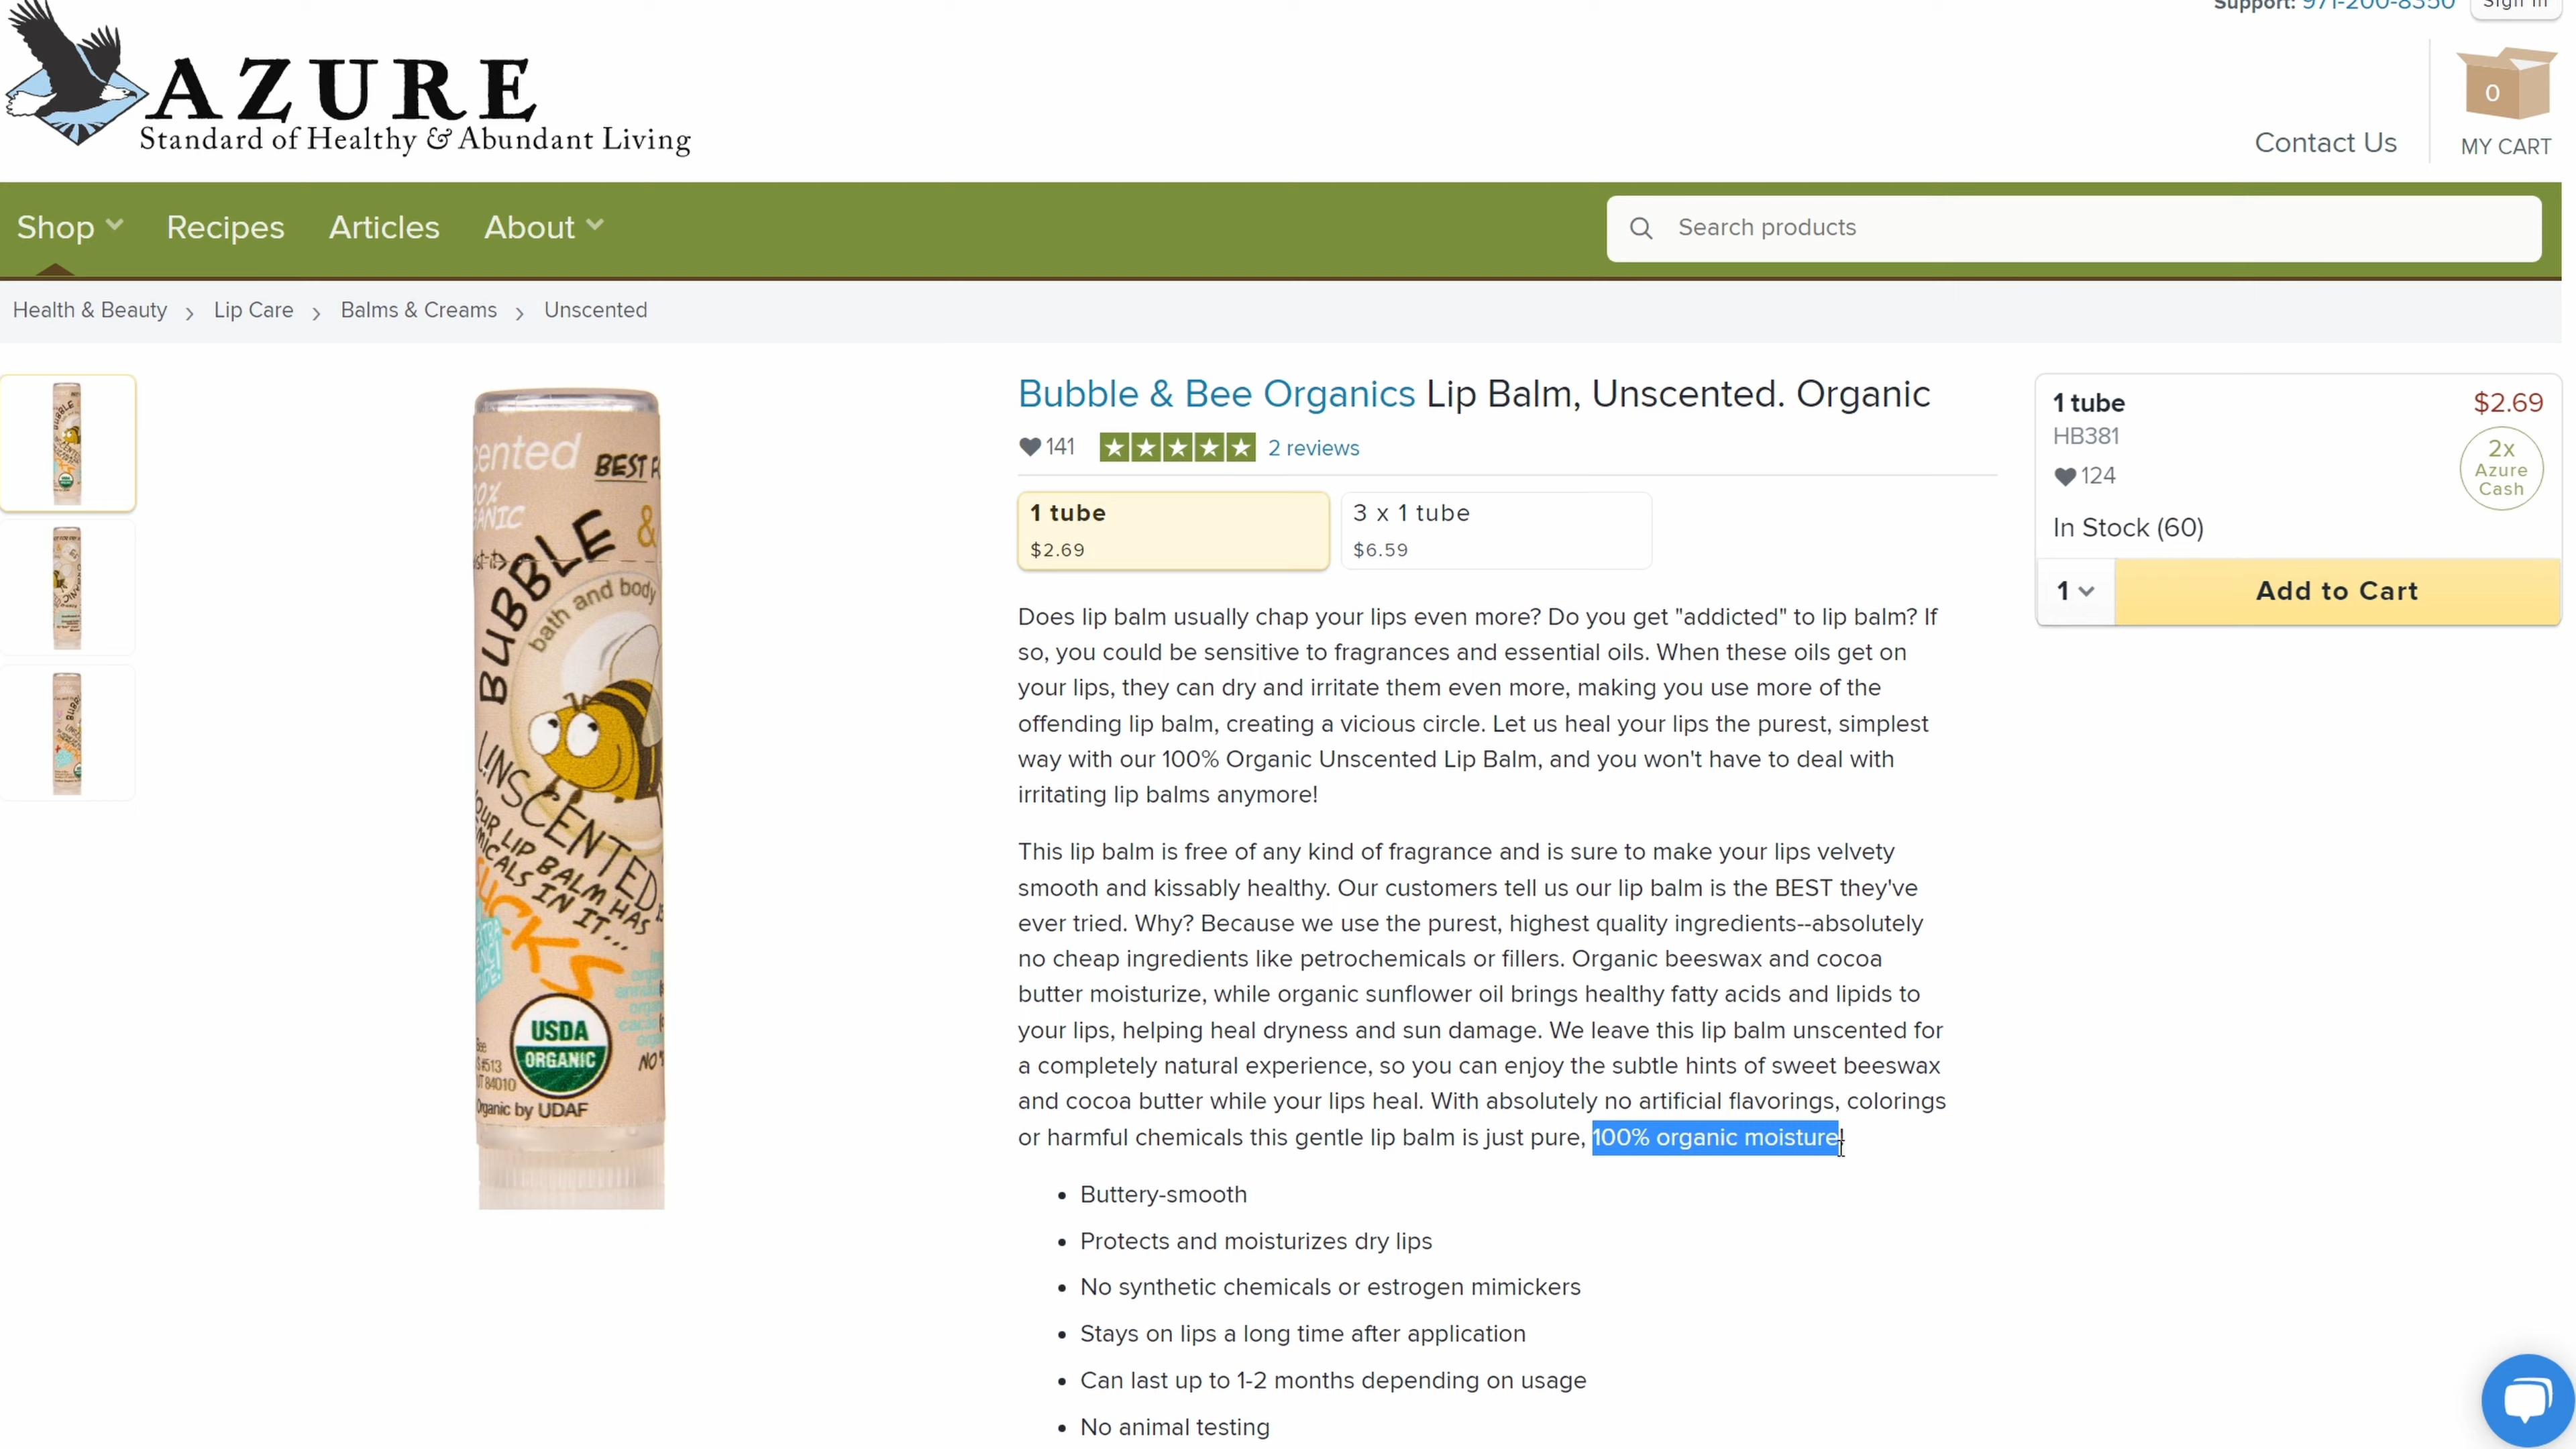 Support: 971-200-8350 Sign In
AZURE
Standard of Healthy & Abundant Living
0
Contact Us
MY CART
Shop Recipes Articles About
Search products
Health & Beauty > Lip Care > Balms & Creams > Unscented
Bubble & Bee Organics Lip Balm, Unscented. Organic
141 2 reviews
1 tube
$2.69
3 x 1 tube
$6.59
Does lip balm usually chap your lips even more? Do you get "addicted" to lip balm? If
so, you could be sensitive to fragrances and essential oils. When these oils get on
your lips, they can dry and irritate them even more, making you use more of the
offending lip balm, creating a vicious circle. Let us heal your lips the purest, simplest
way with our 100% Organic Unscented Lip Balm, and you won't have to deal with
irritating lip balms anymore!
This lip balm is free of any kind of fragrance and is sure to make your lips velvety
smooth and kissably healthy. Our customers tell us our lip balm is the BEST they've
ever tried. Why? Because we use the purest, highest quality ingredients--absolutely
no cheap ingredients like petrochemicals or fillers. Organic beeswax and cocoa
butter moisturize, while organic sunflower oil brings healthy fatty acids and lipids to
your lips, helping heal dryness and sun damage. We leave this lip balm unscented for
a completely natural experience, so you can enjoy the subtle hints of sweet beeswax
and cocoa butter while your lips heal. With absolutely no artificial flavorings, colorings
or harmful chemicals this gentle lip balm is just pure, 100% organic moisture!
• Buttery-smooth
• Protects and moisturizes dry lips
• No synthetic chemicals or estrogen mimickers
• Stays on lips a long time after application
• Can last up to 1-2 months depending on usage
• No animal testing
1 tube $2.69
HB381
124
2x
Azure
Cash
In Stock (60)
1 Add to Cart
BEST
BUBBLE &
bath and body
UNSCENTED
LIP BALM HAS
IN IT...
USDA
ORGANIC
#513
UT 84010
Organic by UDAF